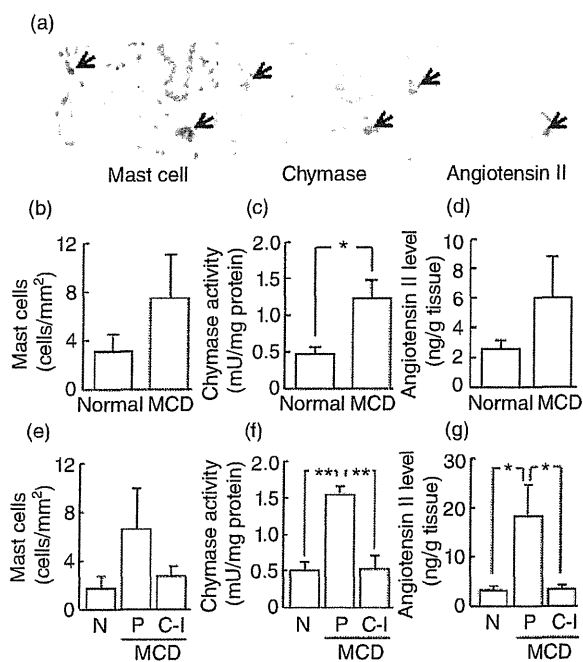 (a)
Mast cell Chymase Angiotensin II
(b) (c) (d)
Mast cells
(cells/mm²)
12
8
4
0
Normal MCD
Chymase activity
(mU/mg protein)
2.0
1.5
1.0
0.5
0
*
Normal MCD
Angiotensin II level
(ng/g tissue)
10
8
6
4
2
0
Normal MCD
(e) (f) (g)
Mast cells
(cells/mm²)
12
8
4
0
N P C-I
MCD
Chymase activity
(mU/mg protein)
2.0
1.5
1.0
0.5
0
** **
N P C-I
MCD
Angiotensin II level
(ng/g tissue)
30
20
10
0
* *
N P C-I
MCD